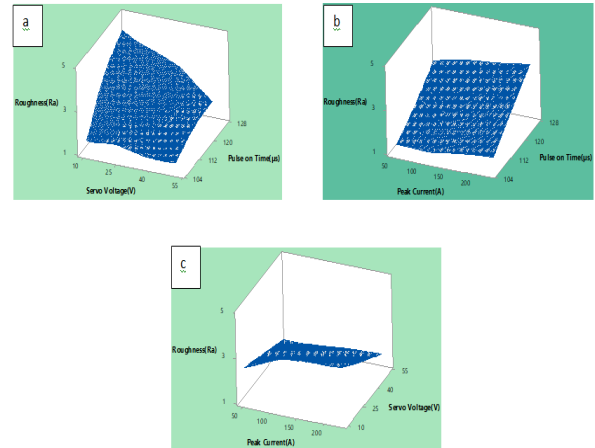 a
5
3
1
Roughness(Ra)
10
25
40
55
Servo Voltage(V)
104
112
120
128
Pulse on Time(µs)
b
5
3
1
Roughness(Ra)
50
100
150
200
Peak Current(A)
104
112
120
128
Pulse on Time(µs)
c
5
3
1
Roughness(Ra)
50
100
150
200
Peak Current(A)
10
25
40
55
Servo Voltage(V)